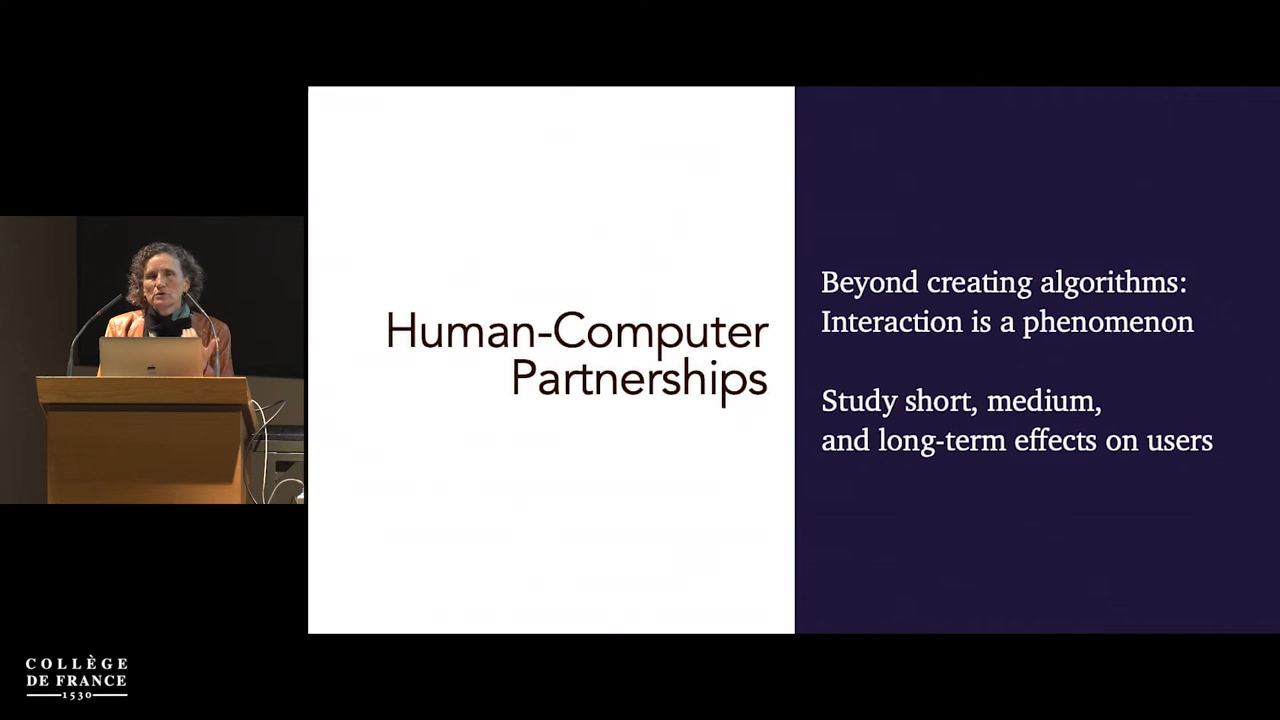 Human-Computer
Partnerships
Beyond creating algorithms:
Interaction is a phenomenon
Study short, medium,
and long-term effects on users
COLLÈGE
DE FRANCE
1530